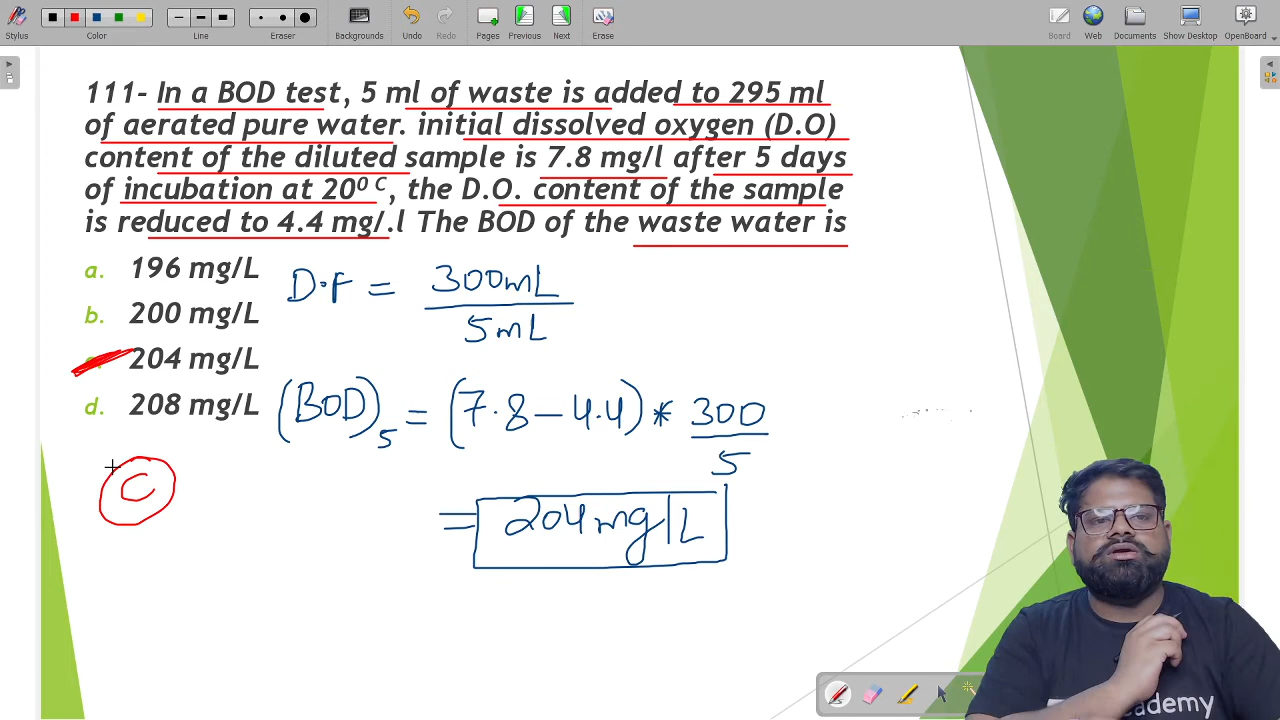 Stylus
Color
Line
Eraser
Backgrounds
Undo
Redo
Pages
Previous
Next
Erase
Board
Web
Documents
Show Desktop
OpenBoard
111- In a BOD test, 5 ml of waste is added to 295 ml
of aerated pure water. initial dissolved oxygen (D.O)
content of the diluted sample is 7.8 mg/l after 5 days
of incubation at 20⁰ ᶜ, the D.O. content of the sample
is reduced to 4.4 mg/.l The BOD of the waste water is
a. 196 mg/L
b. 200 mg/L
204 mg/L
d. 208 mg/L
D.F = 300mL
5mL
(BOD)5 = (7.8-4.4) * 300
5
= 204 mg/L
C
cademy